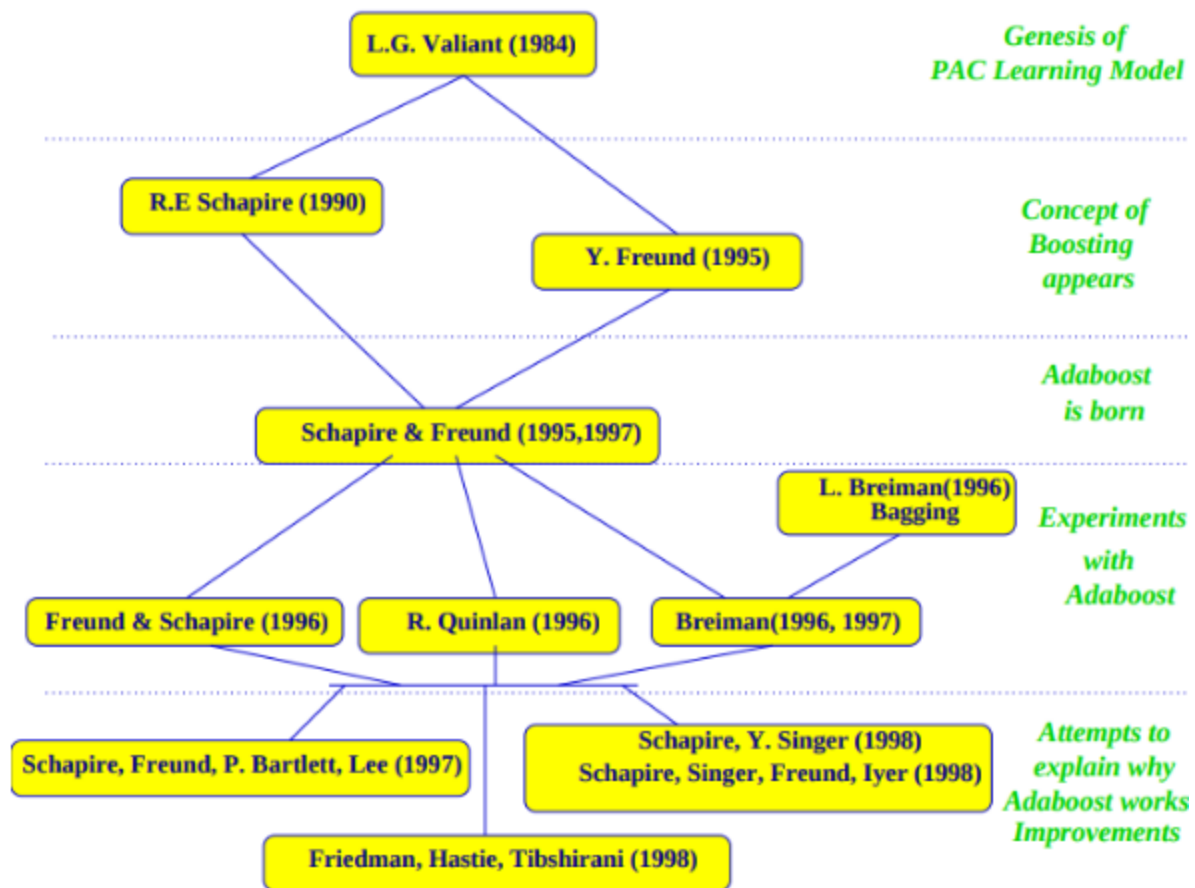 L.G. Valiant (1984)
Genesis of
PAC Learning Model
R.E Schapire (1990)
Y. Freund (1995)
Concept of
Boosting
appears
Schapire & Freund (1995,1997)
Adaboost
is born
L. Breiman(1996)
Bagging
Freund & Schapire (1996)
R. Quinlan (1996)
Breiman(1996, 1997)
Experiments
with
Adaboost
Schapire, Freund, P. Bartlett, Lee (1997)
Schapire, Y. Singer (1998)
Schapire, Singer, Freund, Iyer (1998)
Friedman, Hastie, Tibshirani (1998)
Attempts to
explain why
Adaboost works
Improvements